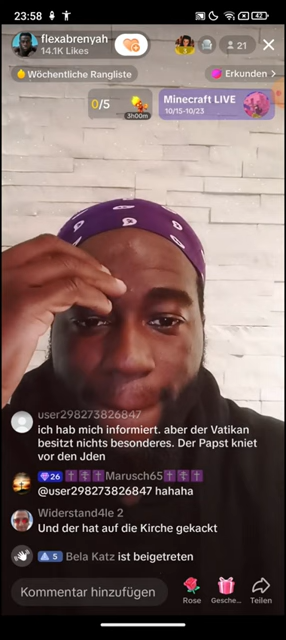 23:58
42
flexabrenyah
14.1K Likes
5
21
Wöchentliche Rangliste
Erkunden
0/5
3h00m
Minecraft LIVE
10/15-10/23
user298273826847
ich hab mich informiert. aber der Vatikan
besitzt nichts besonderes. Der Papst kniet
vor den Jden
26 Marusch65
@user298273826847 hahaha
Widerstand4le 2
Und der hat auf die Kirche gekackt
5 Bela Katz ist beigetreten
Kommentar hinzufügen
Rose
Gesche...
Teilen